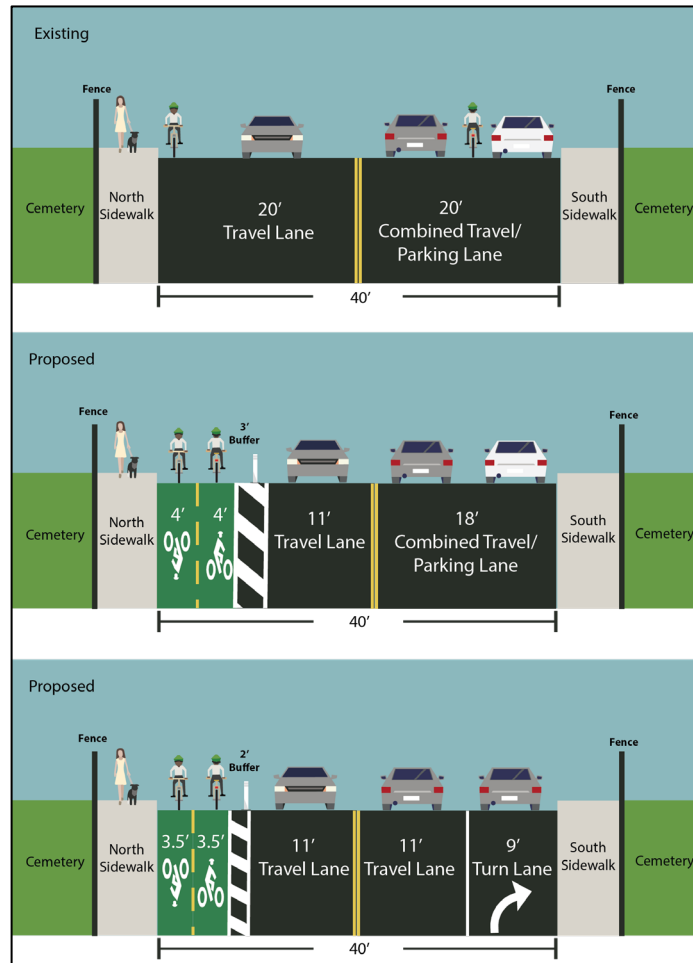 Existing
Fence
Fence
Cemetery
North
Sidewalk
20’
Travel Lane
20’
Combined Travel/
Parking Lane
South
Sidewalk
Cemetery
40’
Proposed
Fence
3’
Buffer
Fence
Cemetery
North
Sidewalk
4’
4’
11’
Travel Lane
18’
Combined Travel/
Parking Lane
South
Sidewalk
Cemetery
40’
Proposed
Fence
2’
Buffer
Fence
Cemetery
North
Sidewalk
3.5’
3.5’
11’
Travel Lane
11’
Travel Lane
9’
Turn Lane
South
Sidewalk
Cemetery
40’